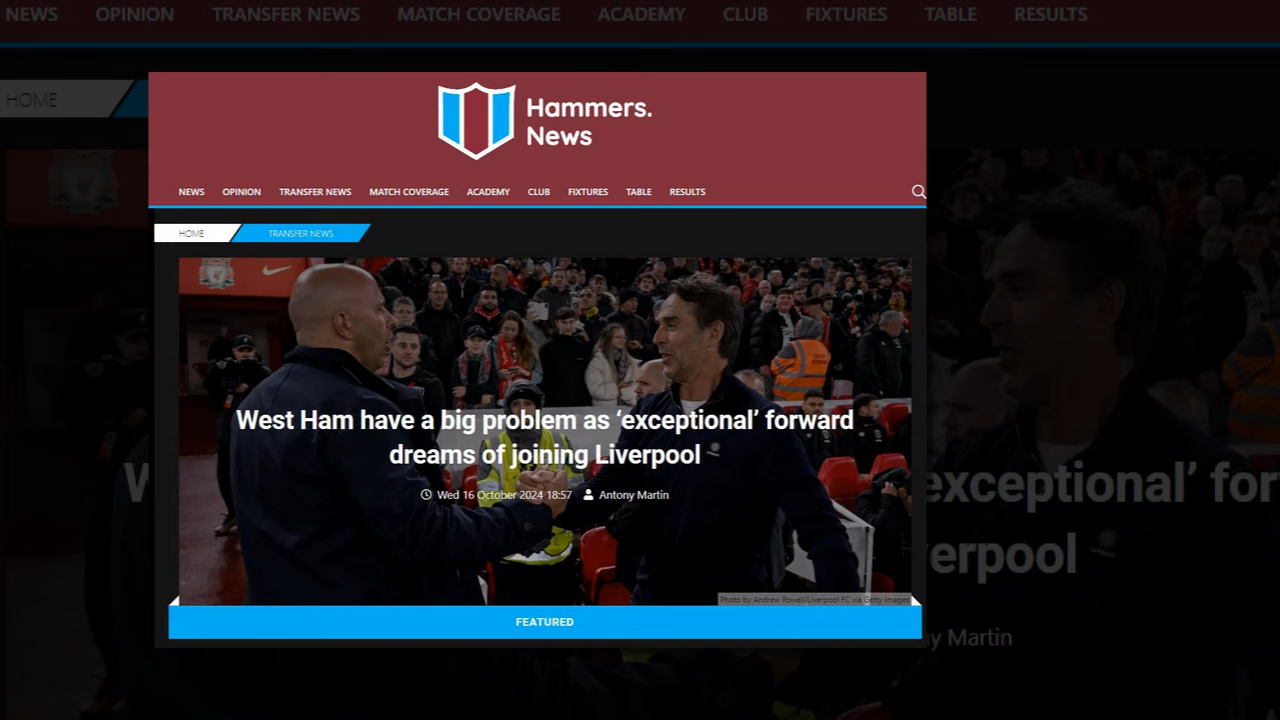 NEWS OPINION TRANSFER NEWS MATCH COVERAGE ACADEMY CLUB FIXTURES TABLE RESULTS
HOME
Hammers.
News
NEWS OPINION TRANSFER NEWS MATCH COVERAGE ACADEMY CLUB FIXTURES TABLE RESULTS
HOME TRANSFER NEWS
West Ham have a big problem as ‘exceptional’ forward
dreams of joining Liverpool
Wed 16 October 2024 18:57 Antony Martin
Photo by Andrew Powell/Liverpool FC via Getty Images
FEATURED
W exceptional’ for
verpool
ny Martin